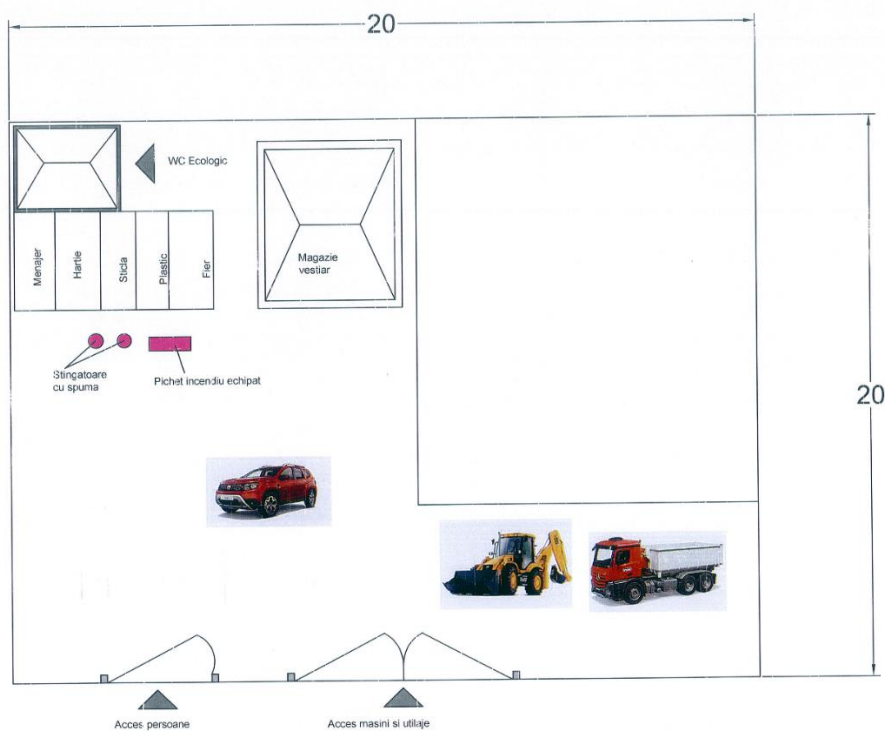 20
WC Ecologic
Menajer
Hartie
Sticla
Plastic
Fier
Magazie
vestiar
Stingatoare
cu spuma
Pichet incendiu echipat
20
Acces persoane
Acces masini si utilaje